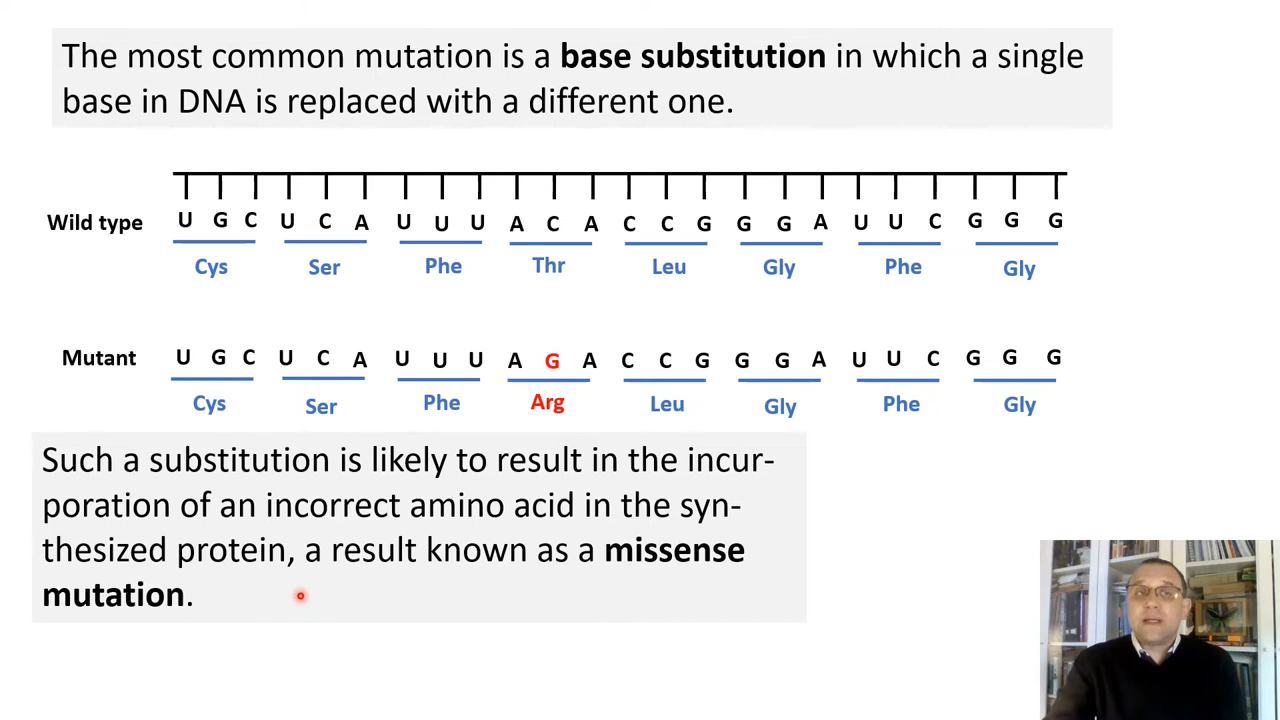 The most common mutation is a base substitution in which a single
base in DNA is replaced with a different one.
Wild type U G C U C A U U U A C A C C G G G A U U C G G G
Cys Ser Phe Thr Leu Gly Phe Gly
Mutant U G C U C A U U U A G A C C G G G A U U C G G G
Cys Ser Phe Arg Leu Gly Phe Gly
Such a substitution is likely to result in the incur-
poration of an incorrect amino acid in the syn-
thesized protein, a result known as a missense
mutation.